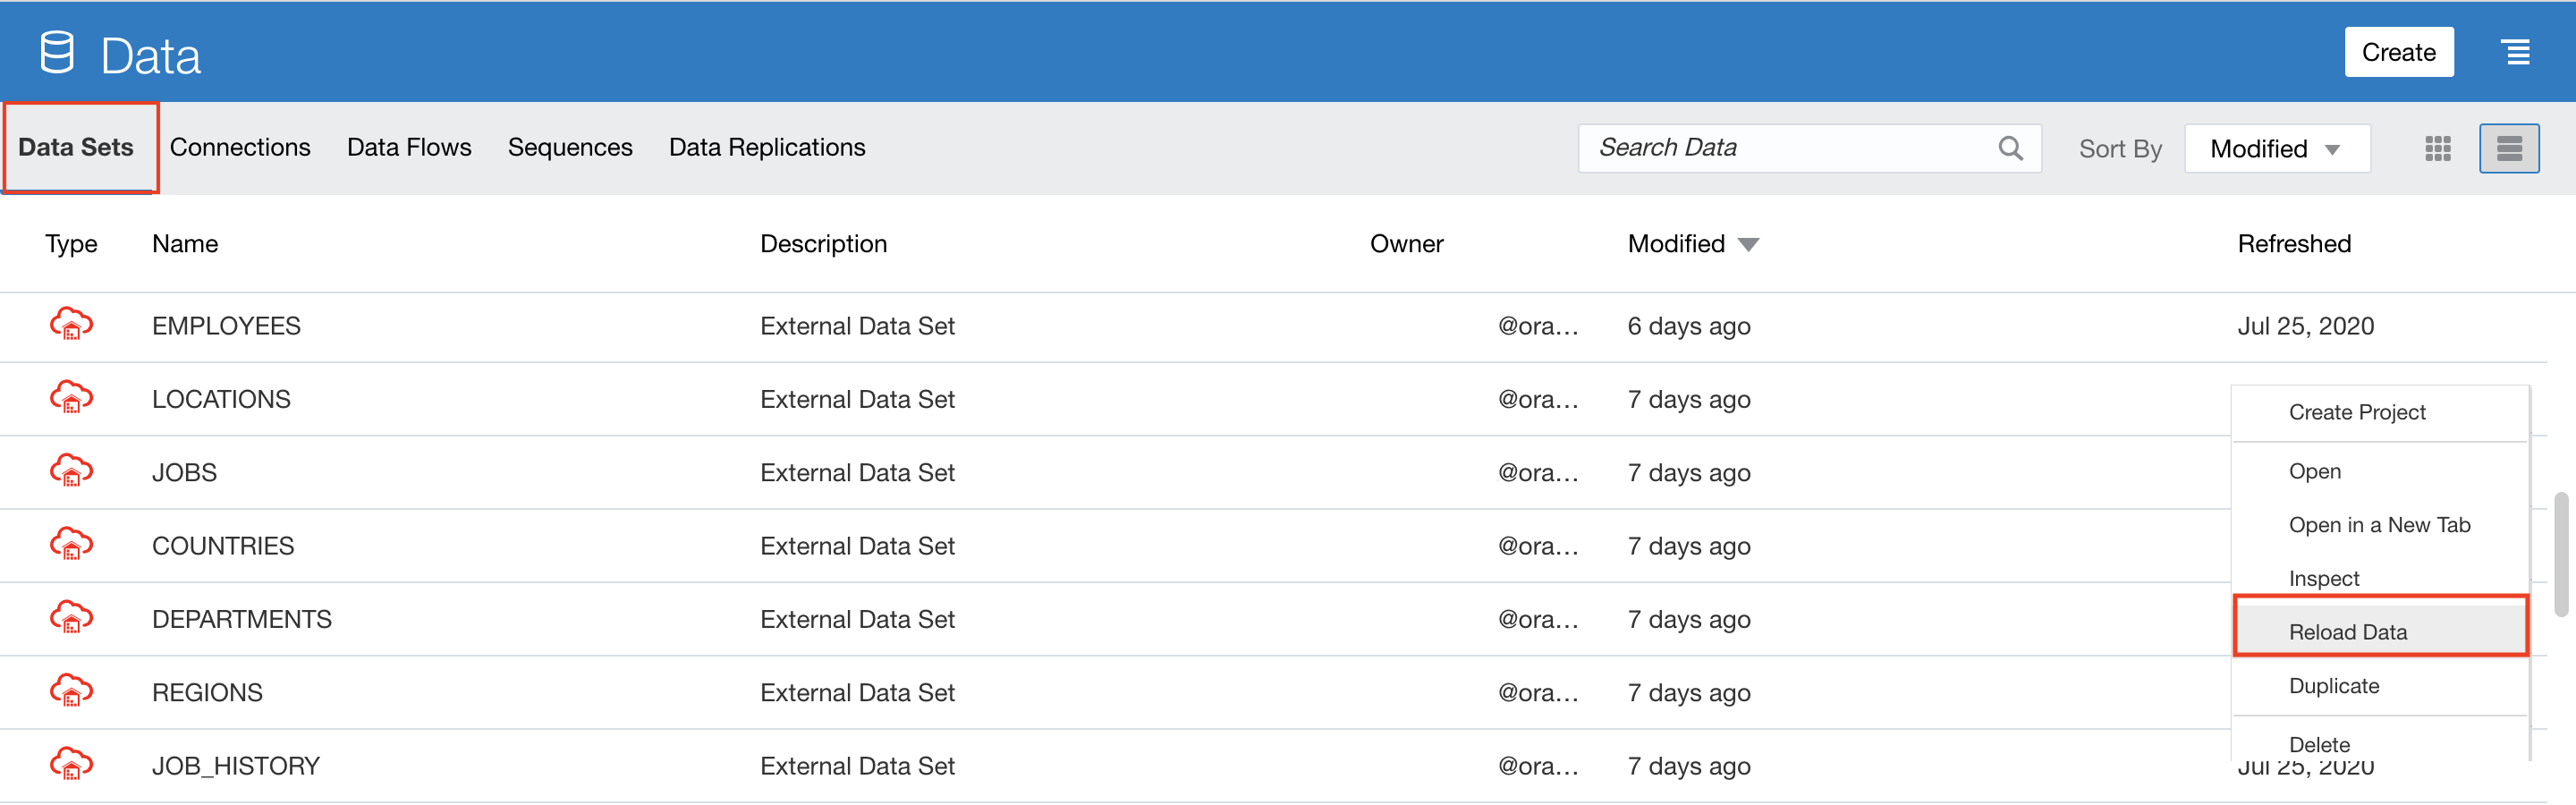 Data
Create
Data Sets Connections Data Flows Sequences Data Replications Search Data Sort By Modified
Type Name Description Owner Modified Refreshed
EMPLOYEES External Data Set @ora... 6 days ago Jul 25, 2020
LOCATIONS External Data Set @ora... 7 days ago
JOBS External Data Set @ora... 7 days ago
COUNTRIES External Data Set @ora... 7 days ago
DEPARTMENTS External Data Set @ora... 7 days ago
REGIONS External Data Set @ora... 7 days ago
JOB_HISTORY External Data Set @ora... 7 days ago Jul 25, 2020
Create Project
Open
Open in a New Tab
Inspect
Reload Data
Duplicate
Delete